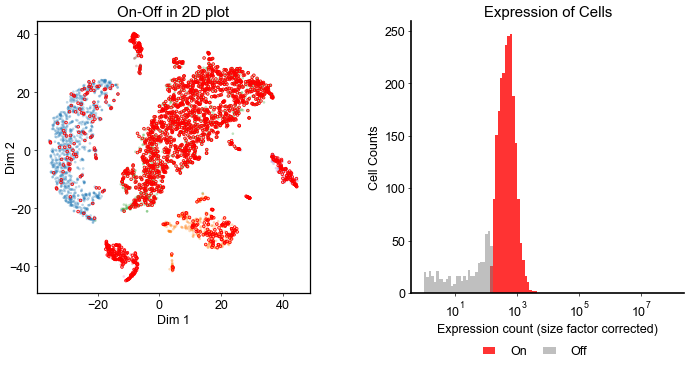 On-Off in 2D plot
40
20
0
−20
−40
Dim 2
−20 0 20 40
Dim 1
Expression of Cells
250
200
150
100
50
0
Cell Counts
10^1 10^3 10^5 10^7
Expression count (size factor corrected)
On Off